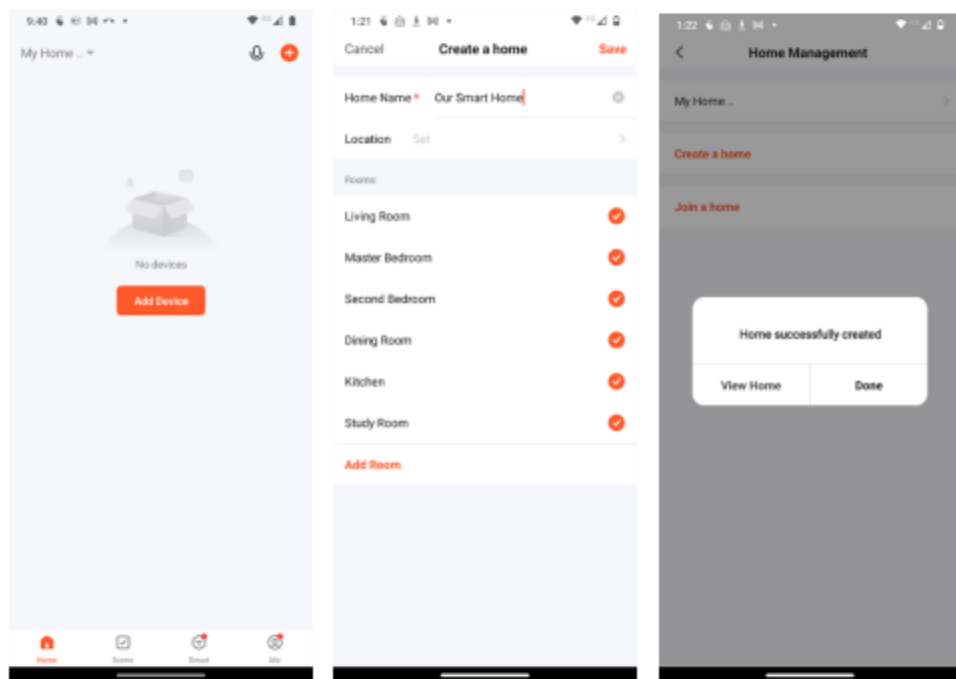 9:40
My Home .. 
No devices
Add Device
Home
Scene
Smart
Me
1:21
Cancel
Create a home
Save
Home Name *
Our Smart Home
Location
Set
Rooms:
Living Room
Master Bedroom
Second Bedroom
Dining Room
Kitchen
Study Room
Add Room
1:22
Home Management
My Home ..
Create a home
Join a home
Home successfully created
View Home
Done